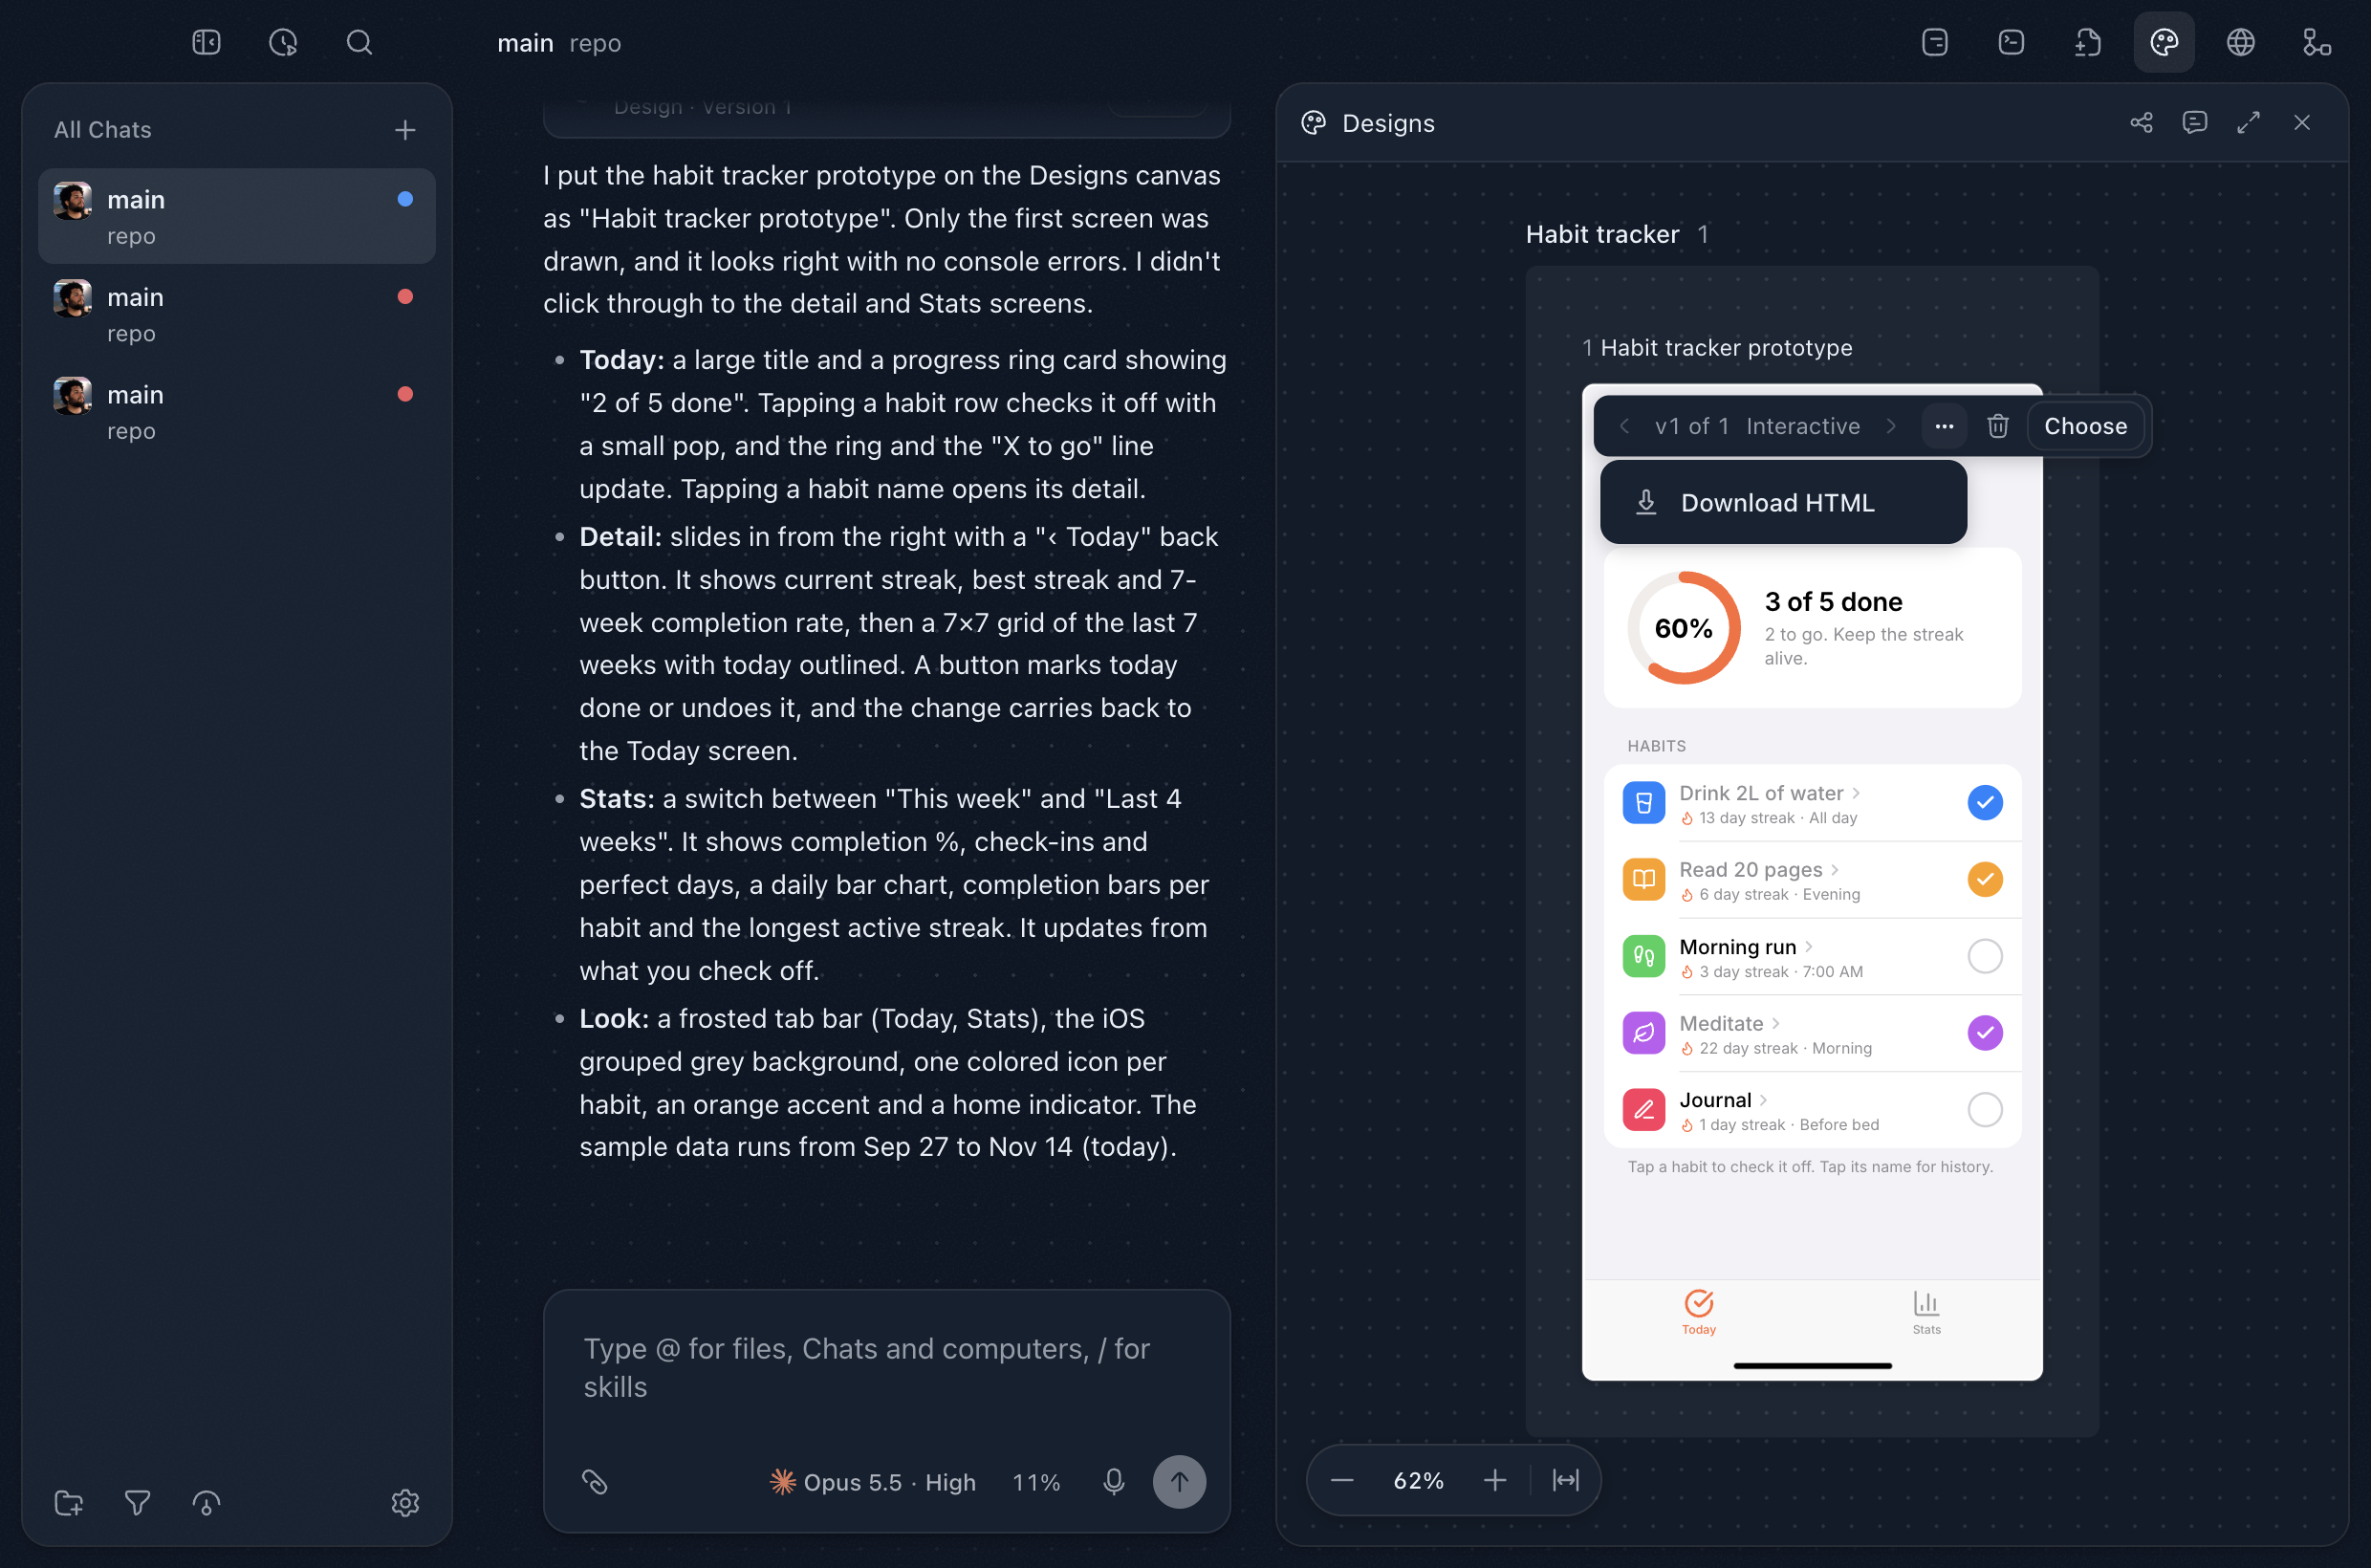 main repo
All Chats
main
repo
main
repo
main
repo
Design · Version 1
I put the habit tracker prototype on the Designs canvas
as "Habit tracker prototype". Only the first screen was
drawn, and it looks right with no console errors. I didn't
click through to the detail and Stats screens.
• Today: a large title and a progress ring card showing
"2 of 5 done". Tapping a habit row checks it off with
a small pop, and the ring and the "X to go" line
update. Tapping a habit name opens its detail.
• Detail: slides in from the right with a "‹ Today" back
button. It shows current streak, best streak and 7-
week completion rate, then a 7×7 grid of the last 7
weeks with today outlined. A button marks today
done or undoes it, and the change carries back to
the Today screen.
• Stats: a switch between "This week" and "Last 4
weeks". It shows completion %, check-ins and
perfect days, a daily bar chart, completion bars per
habit and the longest active streak. It updates from
what you check off.
• Look: a frosted tab bar (Today, Stats), the iOS
grouped grey background, one colored icon per
habit, an orange accent and a home indicator. The
sample data runs from Sep 27 to Nov 14 (today).
Type @ for files, Chats and computers, / for
skills
Opus 5.5 · High 11%
Designs
Habit tracker 1
1 Habit tracker prototype
v1 of 1 Interactive Choose
Download HTML
60%
3 of 5 done
2 to go. Keep the streak
alive.
HABITS
Drink 2L of water
13 day streak · All day
Read 20 pages
6 day streak · Evening
Morning run
3 day streak · 7:00 AM
Meditate
22 day streak · Morning
Journal
1 day streak · Before bed
Tap a habit to check it off. Tap its name for history.
Today
Stats
62%